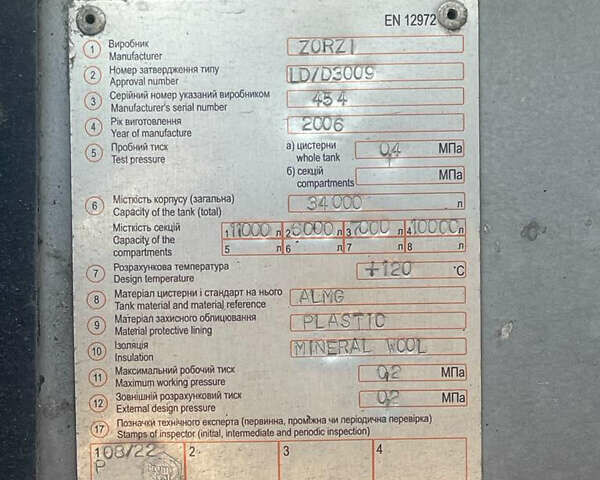 EN 12972
1 Виробник ZORZI
Manufacturer
2 Номер затвердження типу LD/D3009
Approval number
3 Серійний номер указаний виробником 454
Manufacturer's serial number
4 Рік виготовлення 2006
Year of manufacture
5 Пробний тиск а) цистерни 0,4 МПа
Test pressure whole tank
б) секцій МПа
compartments
6 Місткість корпусу (загальна) 34000 л
Capacity of the tank (total)
Місткість секцій 1 11000 л 2 6000 л 3 7000 л 4 10000 л
Capacity of the 5 л 6 л 7 л 8 л
compartments
7 Розрахункова температура +120 °C
Design temperature
8 Матеріал цистерни і стандарт на нього ALMG
Tank material and material reference
9 Матеріал захисного облицювання PLASTIC
Material protective lining
10 Ізоляція MINERAL WOOL
Insulation
11 Максимальний робочий тиск 0,2 МПа
Maximum working pressure
12 Зовнішній розрахунковий тиск 0,2 МПа
External design pressure
17 Позначки технічного експерта (первинна, проміжна чи періодична перевірка)
Stamps of inspector (initial, intermediate and periodic inspection)
1 08/22 2 3 4
P